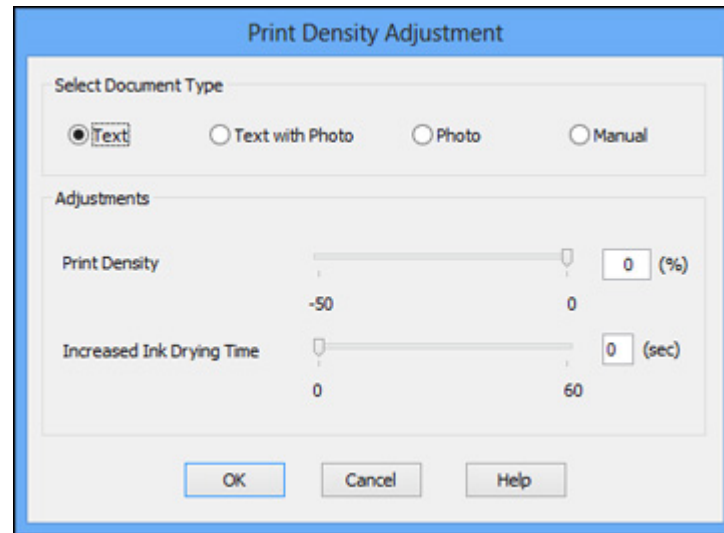 Print Density Adjustment
Select Document Type
Text Text with Photo Photo Manual
Adjustments
Print Density 0 (%)
-50 0
Increased Ink Drying Time 0 (sec)
0 60
OK Cancel Help